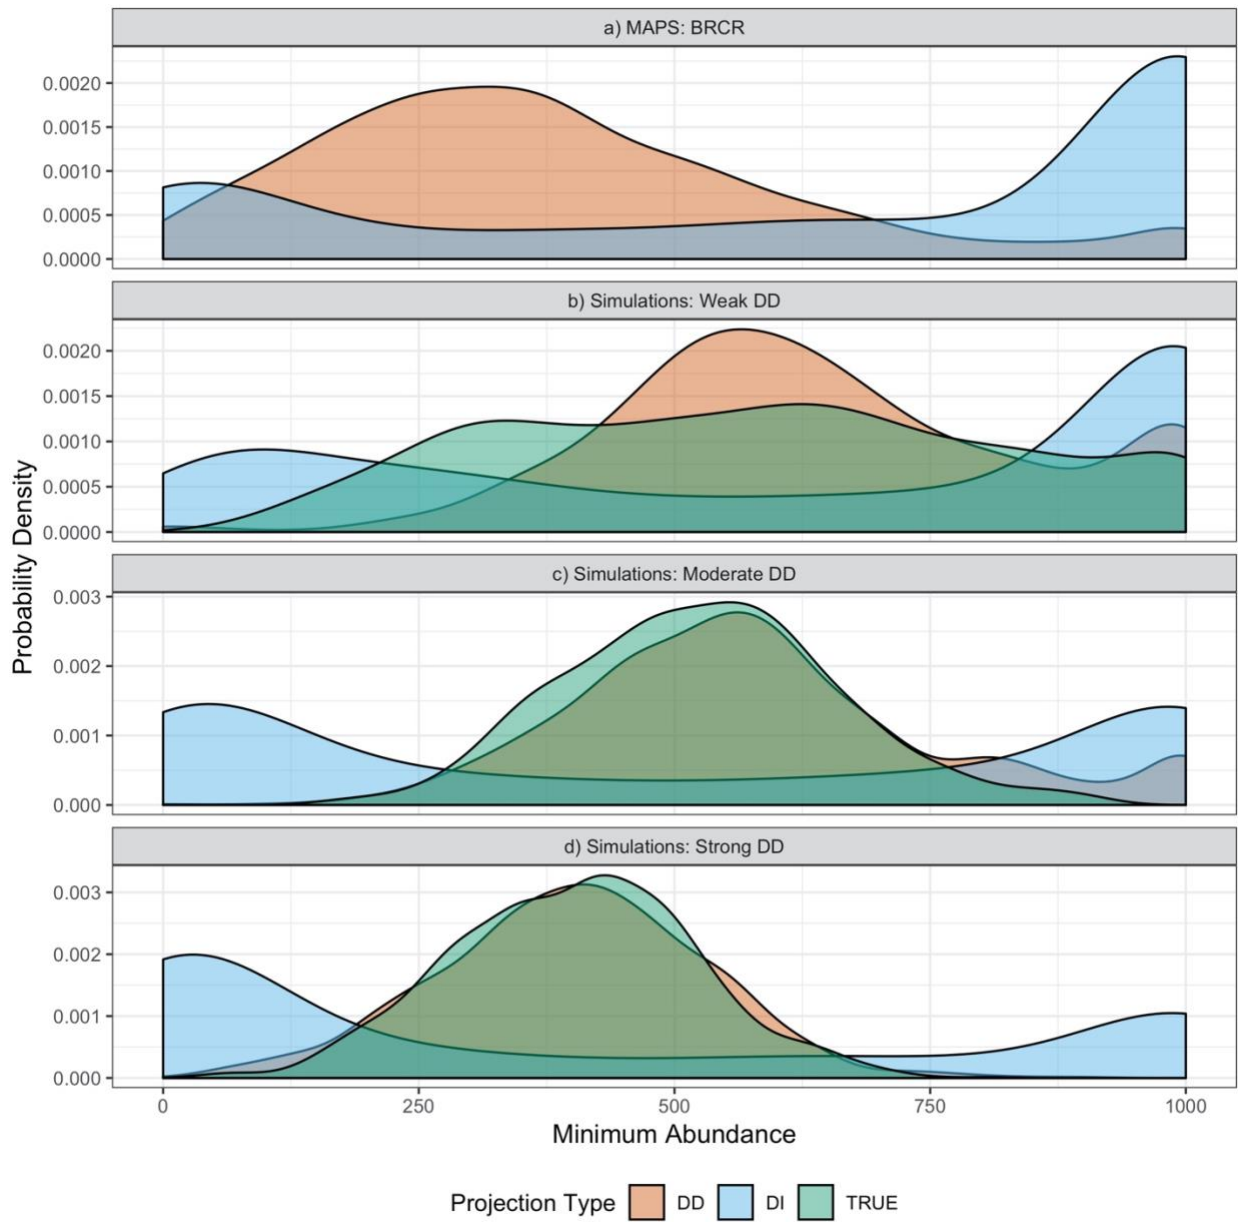 a) MAPS: BRCR
0.0020
0.0015
0.0010
0.0005
0.0000
b) Simulations: Weak DD
0.0020
0.0015
0.0010
0.0005
0.0000
c) Simulations: Moderate DD
0.003
0.002
0.001
0.000
d) Simulations: Strong DD
0.003
0.002
0.001
0.000
Probability Density
0 250 500 750 1000
Minimum Abundance
Projection Type DD DI TRUE